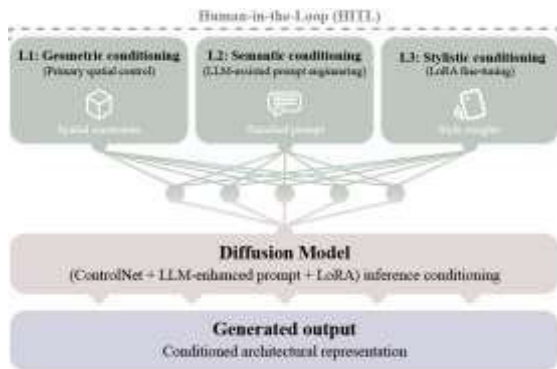 Human-in-the-Loop (HITL)
L1: Geometric conditioning
(Primary spatial control)
Spatial constraints
L2: Semantic conditioning
(LLM-assisted prompt engineering)
prompt
L3: Stylistic conditioning
(LoRA fine-tuning)
Style weights
Diffusion Model
(ControlNet + LLM-enhanced prompt + LoRA) inference conditioning
Generated output
Conditioned architectural representation